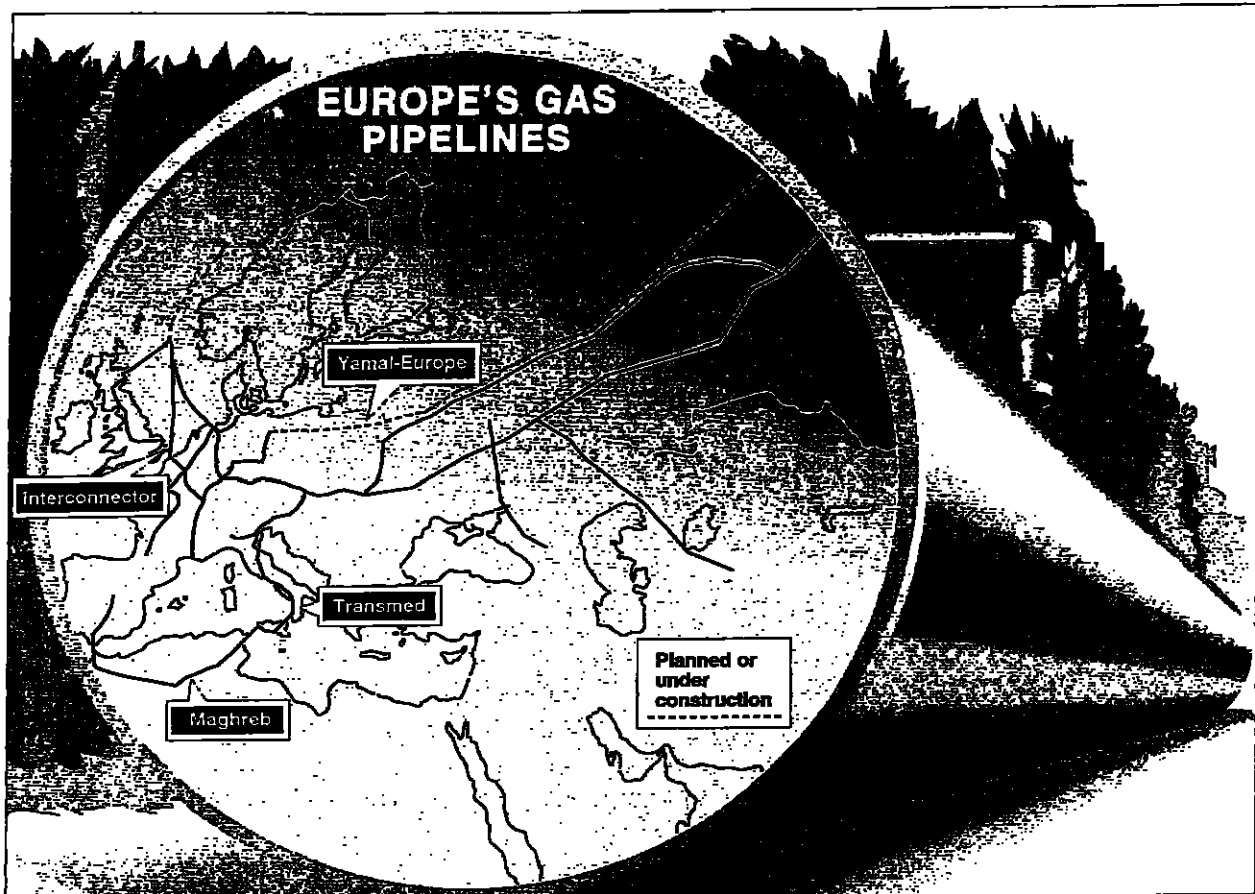 EUROPE'S GAS
PIPELINES
Yamal-Europe
Interconnector
Transmed
Maghreb
Planned or
under
construction